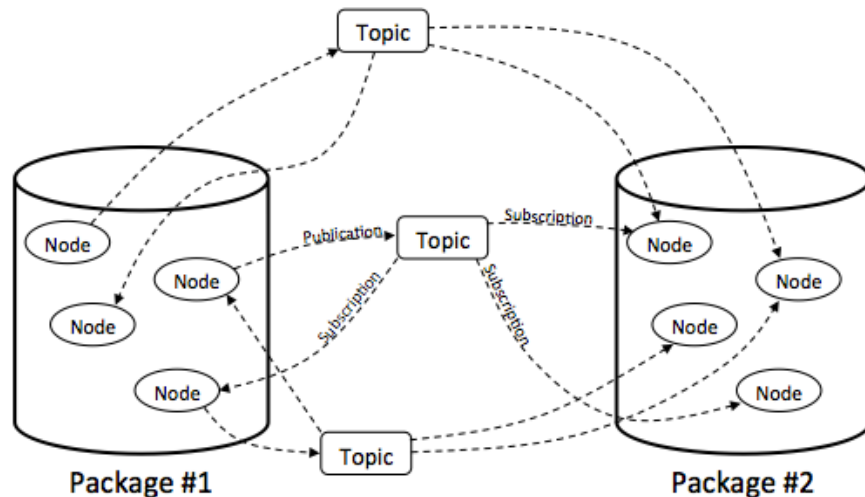 Topic
Node
Publication
Topic
Subscription
Node
Node
Node
Subscription
Subscription
Node
Node
Node
Node
Topic
Package #1
Package #2